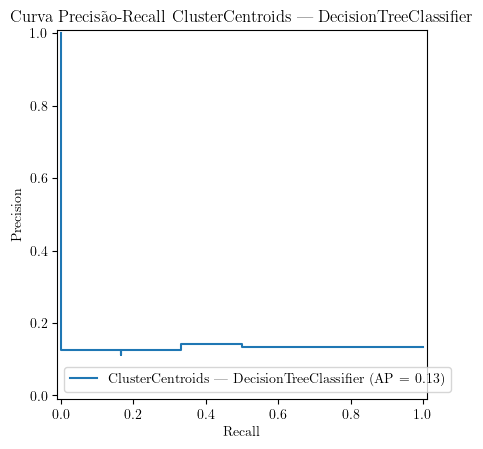 Curva Precisão-Recall ClusterCentroids — DecisionTreeClassifier
1.0
0.8
0.6
0.4
0.2
0.0
Precision
ClusterCentroids — DecisionTreeClassifier (AP = 0.13)
0.0 0.2 0.4 0.6 0.8 1.0
Recall